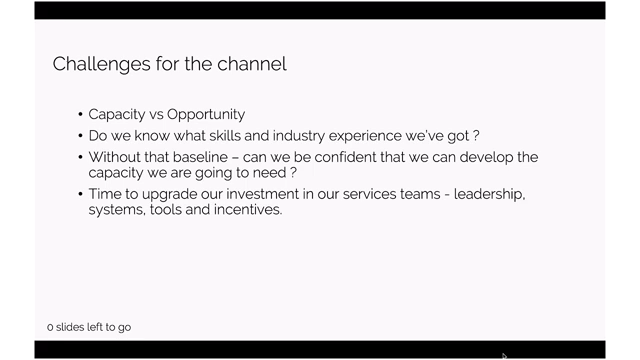 Challenges for the channel
• Capacity vs Opportunity
• Do we know what skills and industry experience we've got ?
• Without that baseline – can we be confident that we can develop the
capacity we are going to need ?
• Time to upgrade our investment in our services teams - leadership,
systems, tools and incentives.
0 slides left to go